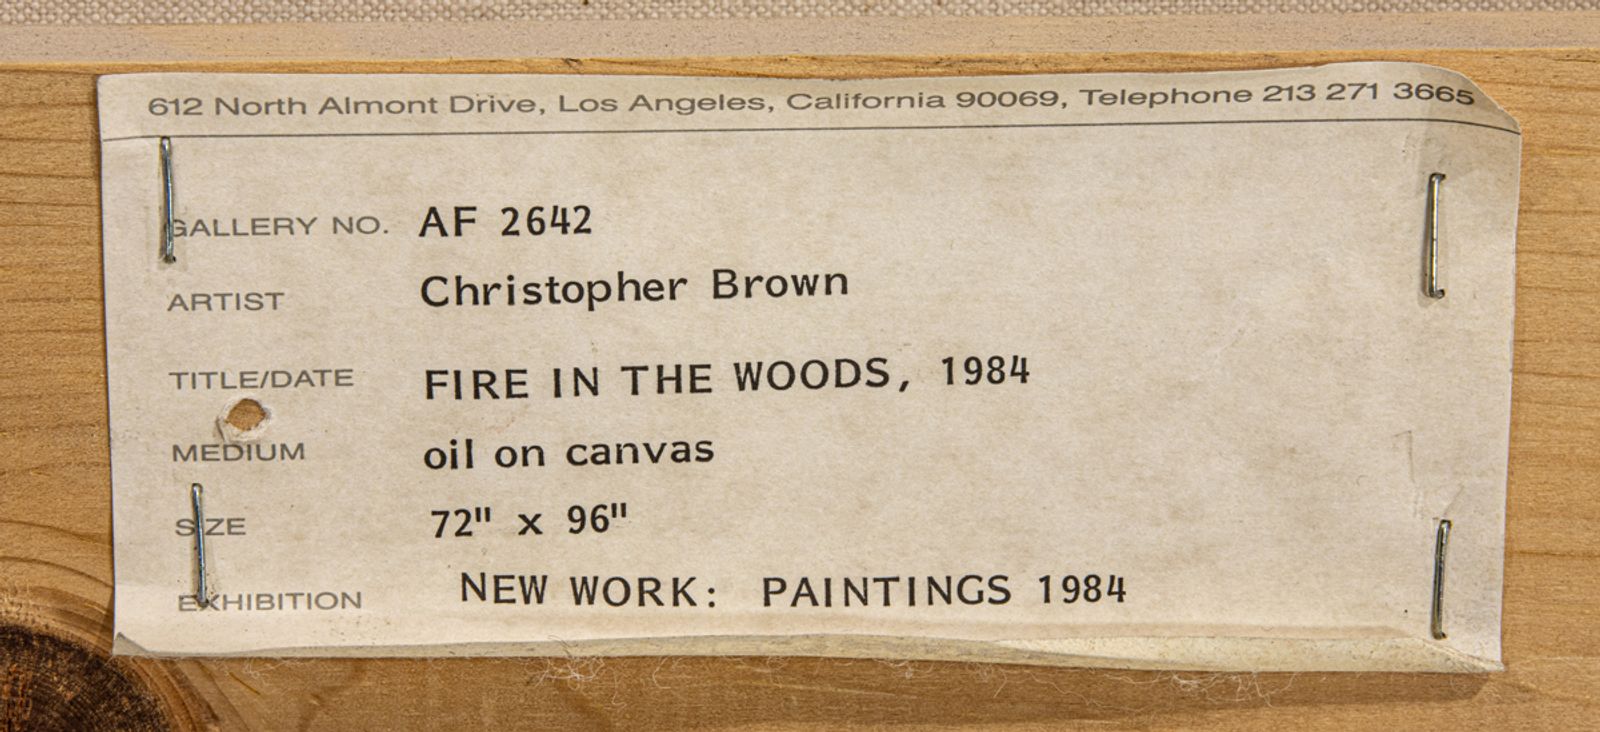 612 North Almont Drive, Los Angeles, California 90069, Telephone 213 271 3665
GALLERY NO. AF 2642
ARTIST Christopher Brown
TITLE/DATE FIRE IN THE WOODS, 1984
MEDIUM oil on canvas
SIZE 72" x 96"
EXHIBITION NEW WORK: PAINTINGS 1984